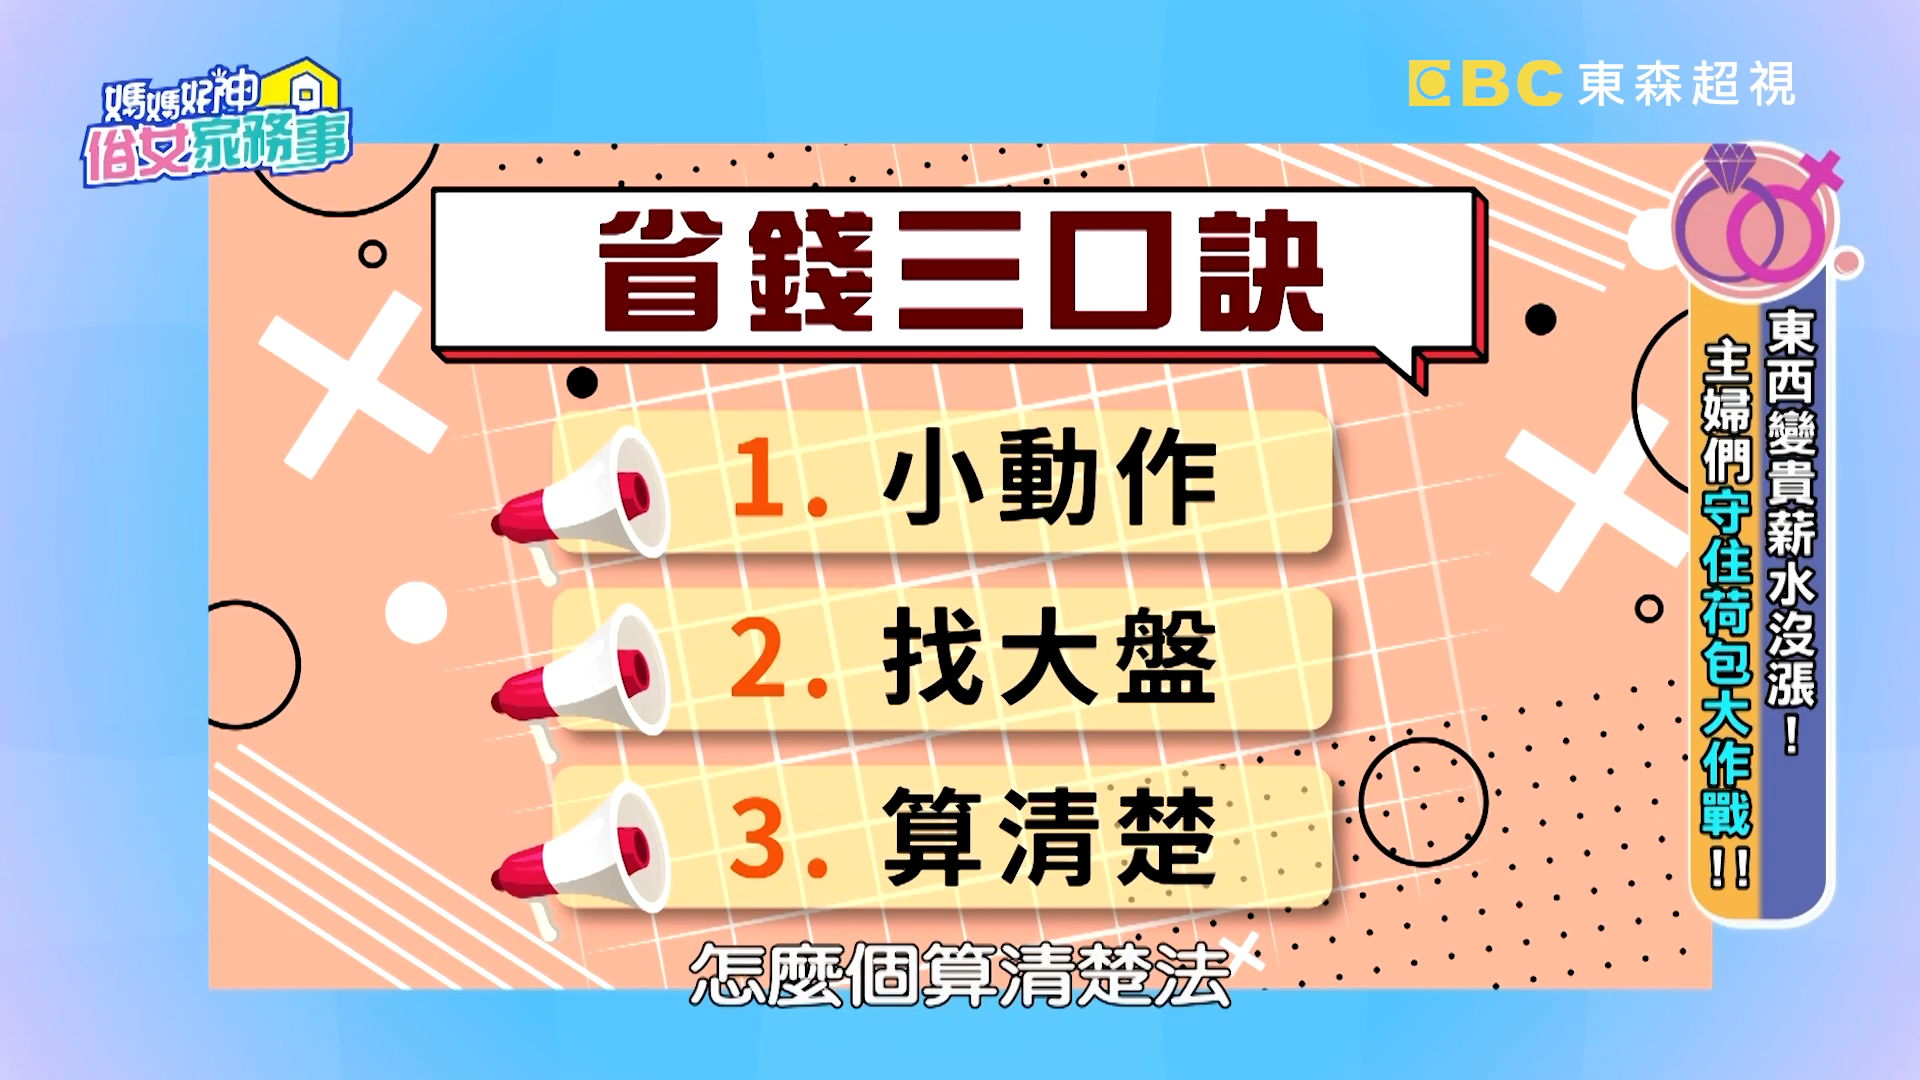 媽媽好神
俗女家務事
EBC 東森超視
省錢三口訣
1. 小動作
2. 找大盤
3. 算清楚
東西變貴薪水沒漲！
主婦們守住荷包大作戰！！
怎麼個算清楚法